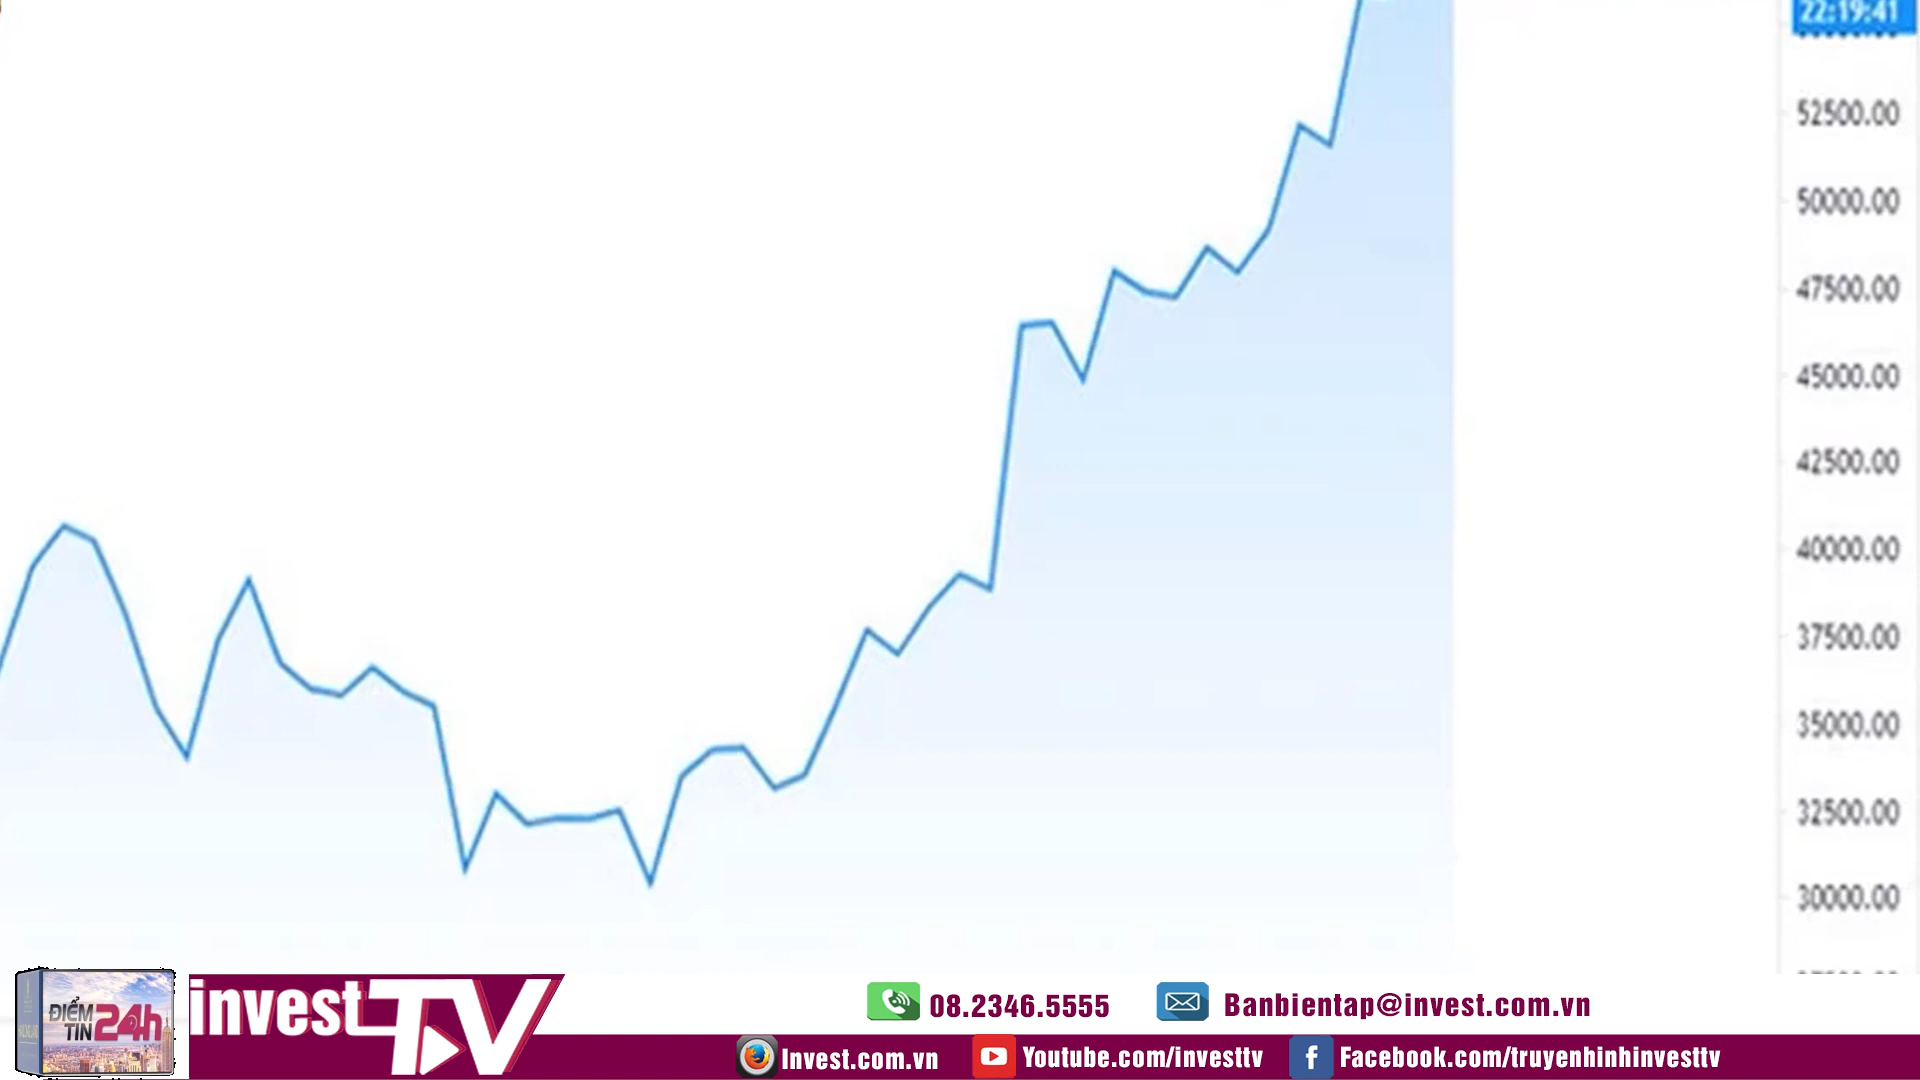 22:19:41
52500.00
50000.00
47500.00
45000.00
42500.00
40000.00
37500.00
35000.00
32500.00
30000.00
ĐIỂM
TIN 24h
invest TV
08.2346.5555
Banbientap@invest.com.vn
Invest.com.vn
Youtube.com/investtv
Facebook.com/truyenhinhinvesttv